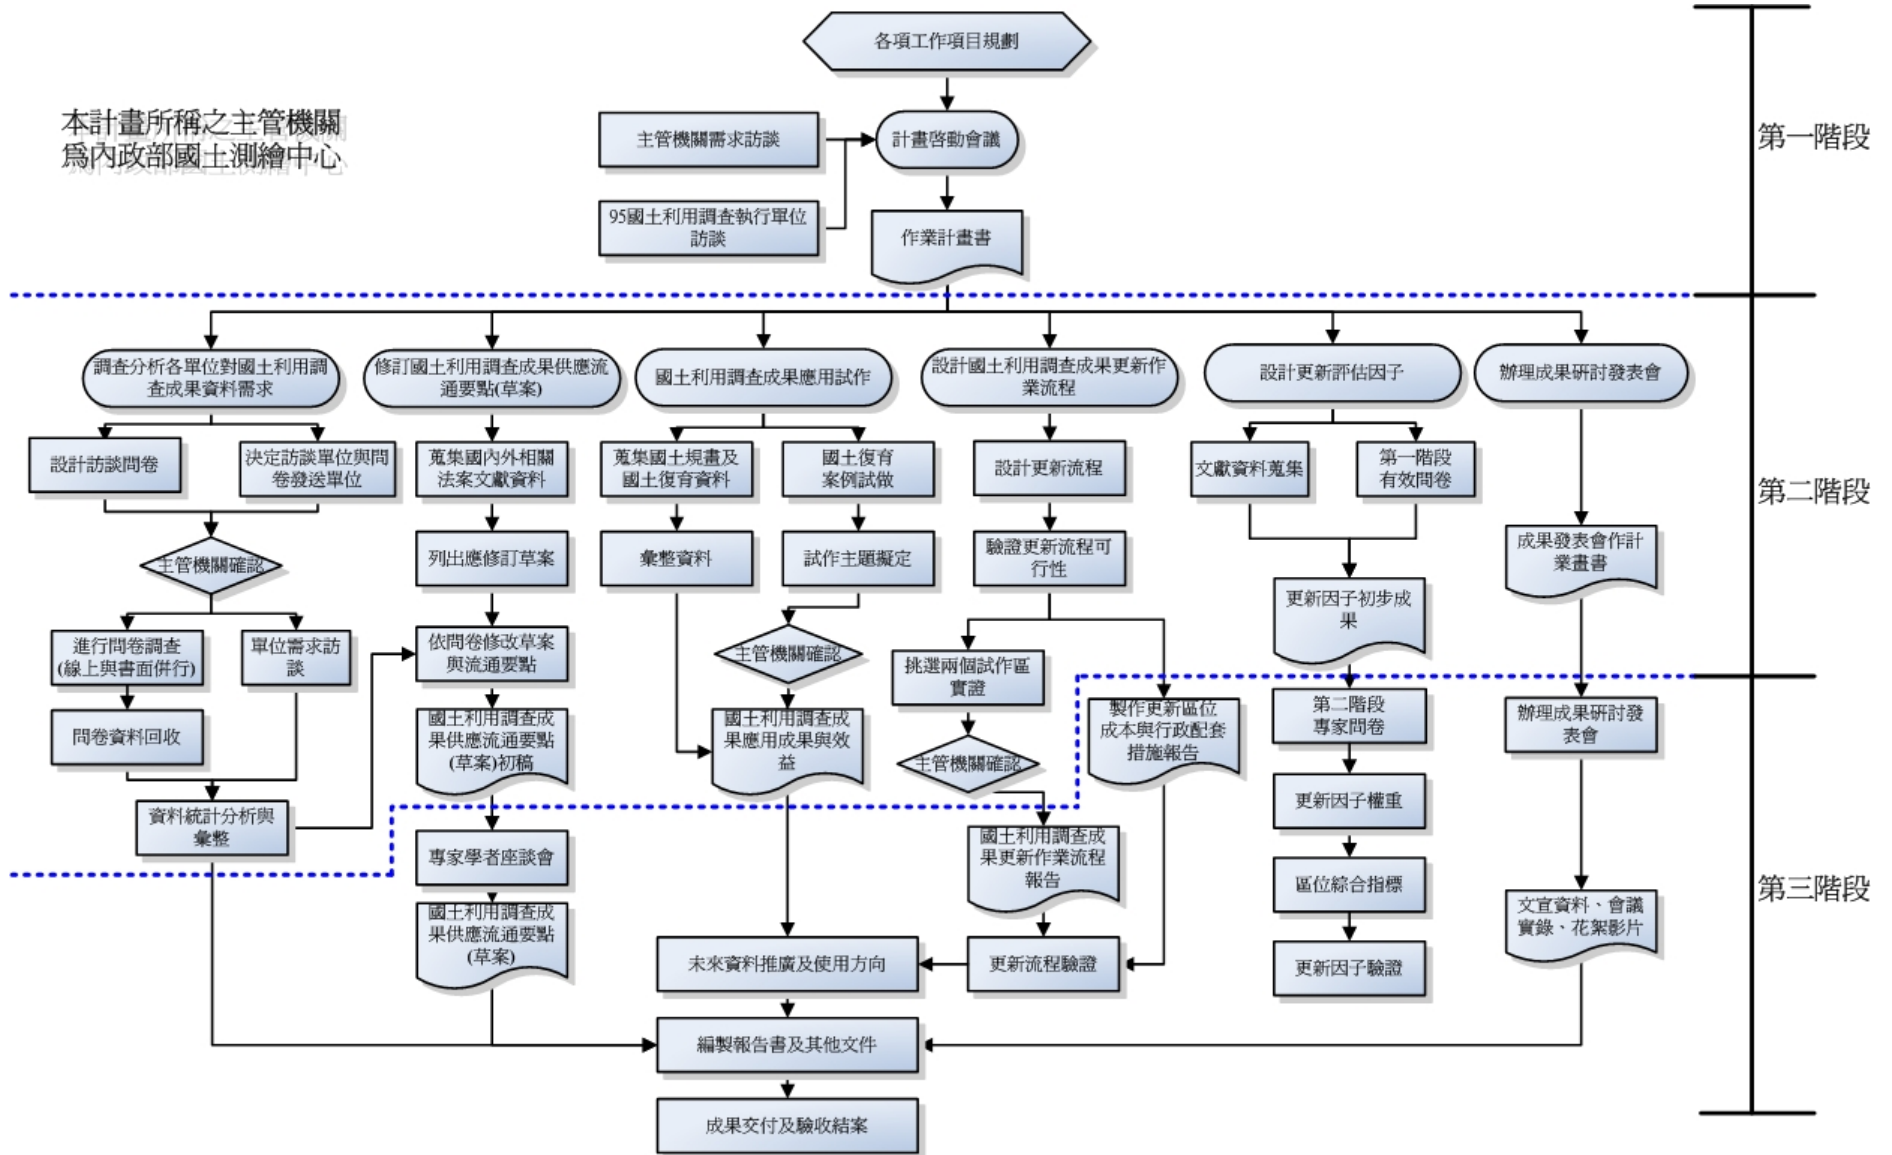 各項工作項目規劃
本計畫所稱之主管機關
為內政部國土測繪中心
主管機關需求訪談
計畫啓動會議
第一階段
95國土利用調查執行單位
訪談
作業計畫書
調查分析各單位對國土利用調
查成果資料需求
修訂國土利用調查成果供應流
通要點(草案)
國土利用調查成果應用試作
設計國土利用調查成果更新作
業流程
設計更新評估因子
辦理成果研討發表會
設計訪談問卷
決定訪談單位與問
卷發送單位
蒐集國內外相關
法案文獻資料
蒐集國土規畫及
國土復育資料
國土復育
案例試做
設計更新流程
文獻資料蒐集
第一階段
有效問卷
第二階段
主管機關確認
列出應修訂草案
彙整資料
試作主題擬定
驗證更新流程可
行性
成果發表會作計
業畫書
更新因子初步成
果
進行問卷調查
(線上與書面併行)
單位需求訪
談
依問卷修改草案
與流通要點
主管機關確認
挑選兩個試作區
實證
問卷資料回收
國土利用調查成
果供應流通要點
(草案)初稿
國土利用調查成
果應用成果與效
益
主管機關確認
製作更新區位
成本與行政配套
措施報告
第二階段
專家問卷
辦理成果研討發
表會
資料統計分析與
彙整
更新因子權重
專家學者座談會
國土利用調查成
果更新作業流程
報告
區位綜合指標
第三階段
國土利用調查成
果供應流通要點
(草案)
文宣資料、會議
實錄、花絮影片
未來資料推廣及使用方向
更新流程驗證
更新因子驗證
編製報告書及其他文件
成果交付及驗收結案